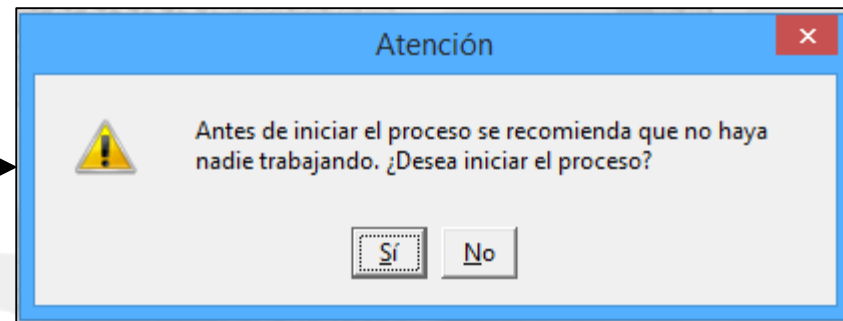 Atención
Antes de iniciar el proceso se recomienda que no haya
nadie trabajando. ¿Desea iniciar el proceso?
Sí No